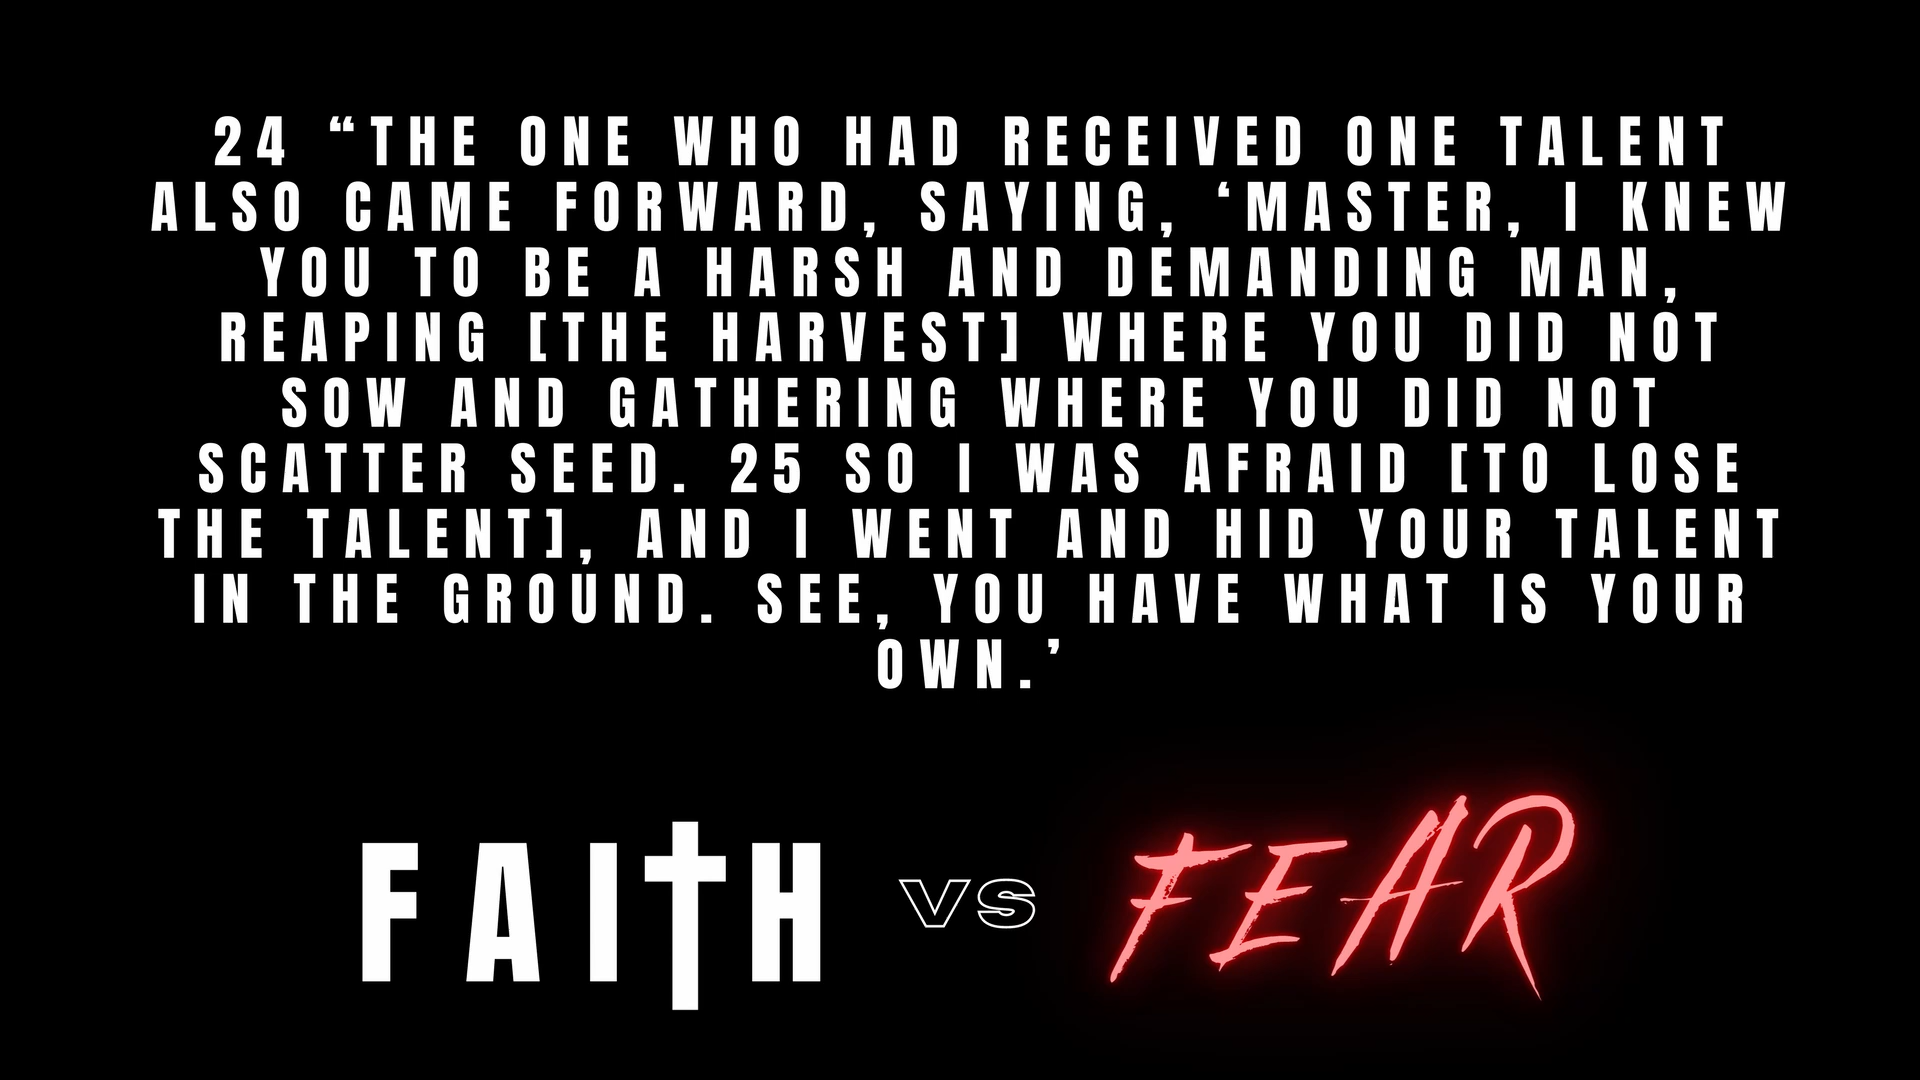 24 “THE ONE WHO HAD RECEIVED ONE TALENT
ALSO CAME FORWARD, SAYING, ‘MASTER, I KNEW
YOU TO BE A HARSH AND DEMANDING MAN,
REAPING [THE HARVEST] WHERE YOU DID NOT
SOW AND GATHERING WHERE YOU DID NOT
SCATTER SEED. 25 SO I WAS AFRAID [TO LOSE
THE TALENT], AND I WENT AND HID YOUR TALENT
IN THE GROUND. SEE, YOU HAVE WHAT IS YOUR
OWN.’
FAITH VS FEAR